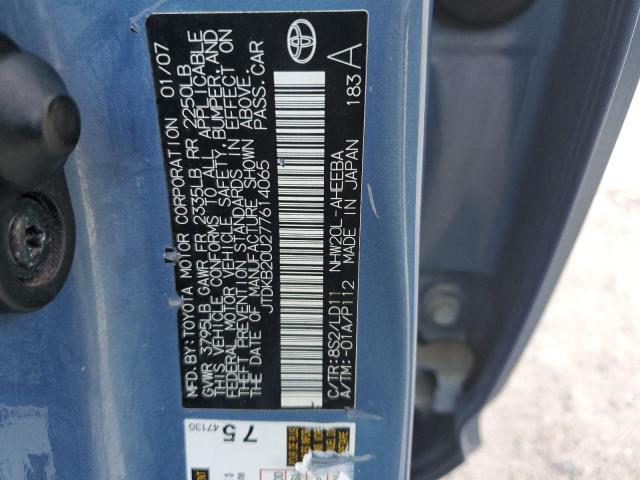 MFD. BY: TOYOTA MOTOR CORPORATION 01/07
GVWR 3795LB GAWR FR 2335LB RR 2250LB
THIS VEHICLE CONFORMS TO ALL APPLICABLE
FEDERAL MOTOR VEHICLE SAFETY, BUMPER, AND
THEFT PREVENTION STANDARDS IN EFFECT ON
THE DATE OF MANUFACTURE SHOWN ABOVE.
JTDKB20U277614065 PASS. CAR
C/TR: 8S2/LD11 NHW20L-AHEEBA
A/TM: -01A/P112 MADE IN JAPAN
183 A
75
47130